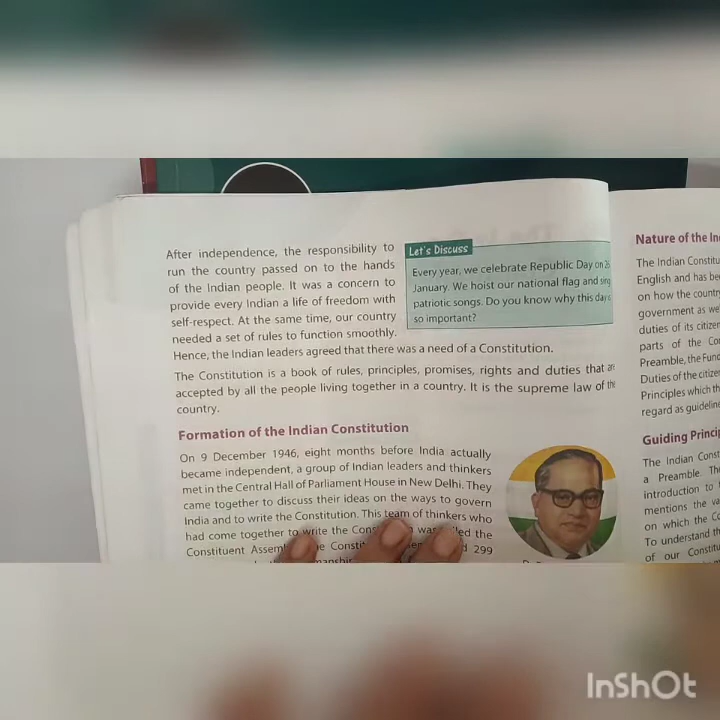 After independence, the responsibility to
run the country passed on to the hands
of the Indian people. It was a concern to
provide every Indian a life of freedom with
self-respect. At the same time, our country
needed a set of rules to function smoothly.
Hence, the Indian leaders agreed that there was a need of a Constitution.
Let's Discuss
Every year, we celebrate Republic Day on 26
January. We hoist our national flag and sing
patriotic songs. Do you know why this day
so important?
The Constitution is a book of rules, principles, promises, rights and duties that are
accepted by all the people living together in a country. It is the supreme law of the
country.
Formation of the Indian Constitution
On 9 December 1946, eight months before India actually
became independent, a group of Indian leaders and thinkers
met in the Central Hall of Parliament House in New Delhi. They
came together to discuss their ideas on the ways to govern
India and to write the Constitution. This team of thinkers who
had come together to write the
the
Constituent 299
Nature of the
The Indian
English and has
on how the
government as
duties of its
parts of the
Preamble, the
Duties of the
Principles which
regard as
Guiding
The Indian
a Preamble.
introduction to
mentions the
on which the
To understand
of our
InShOt